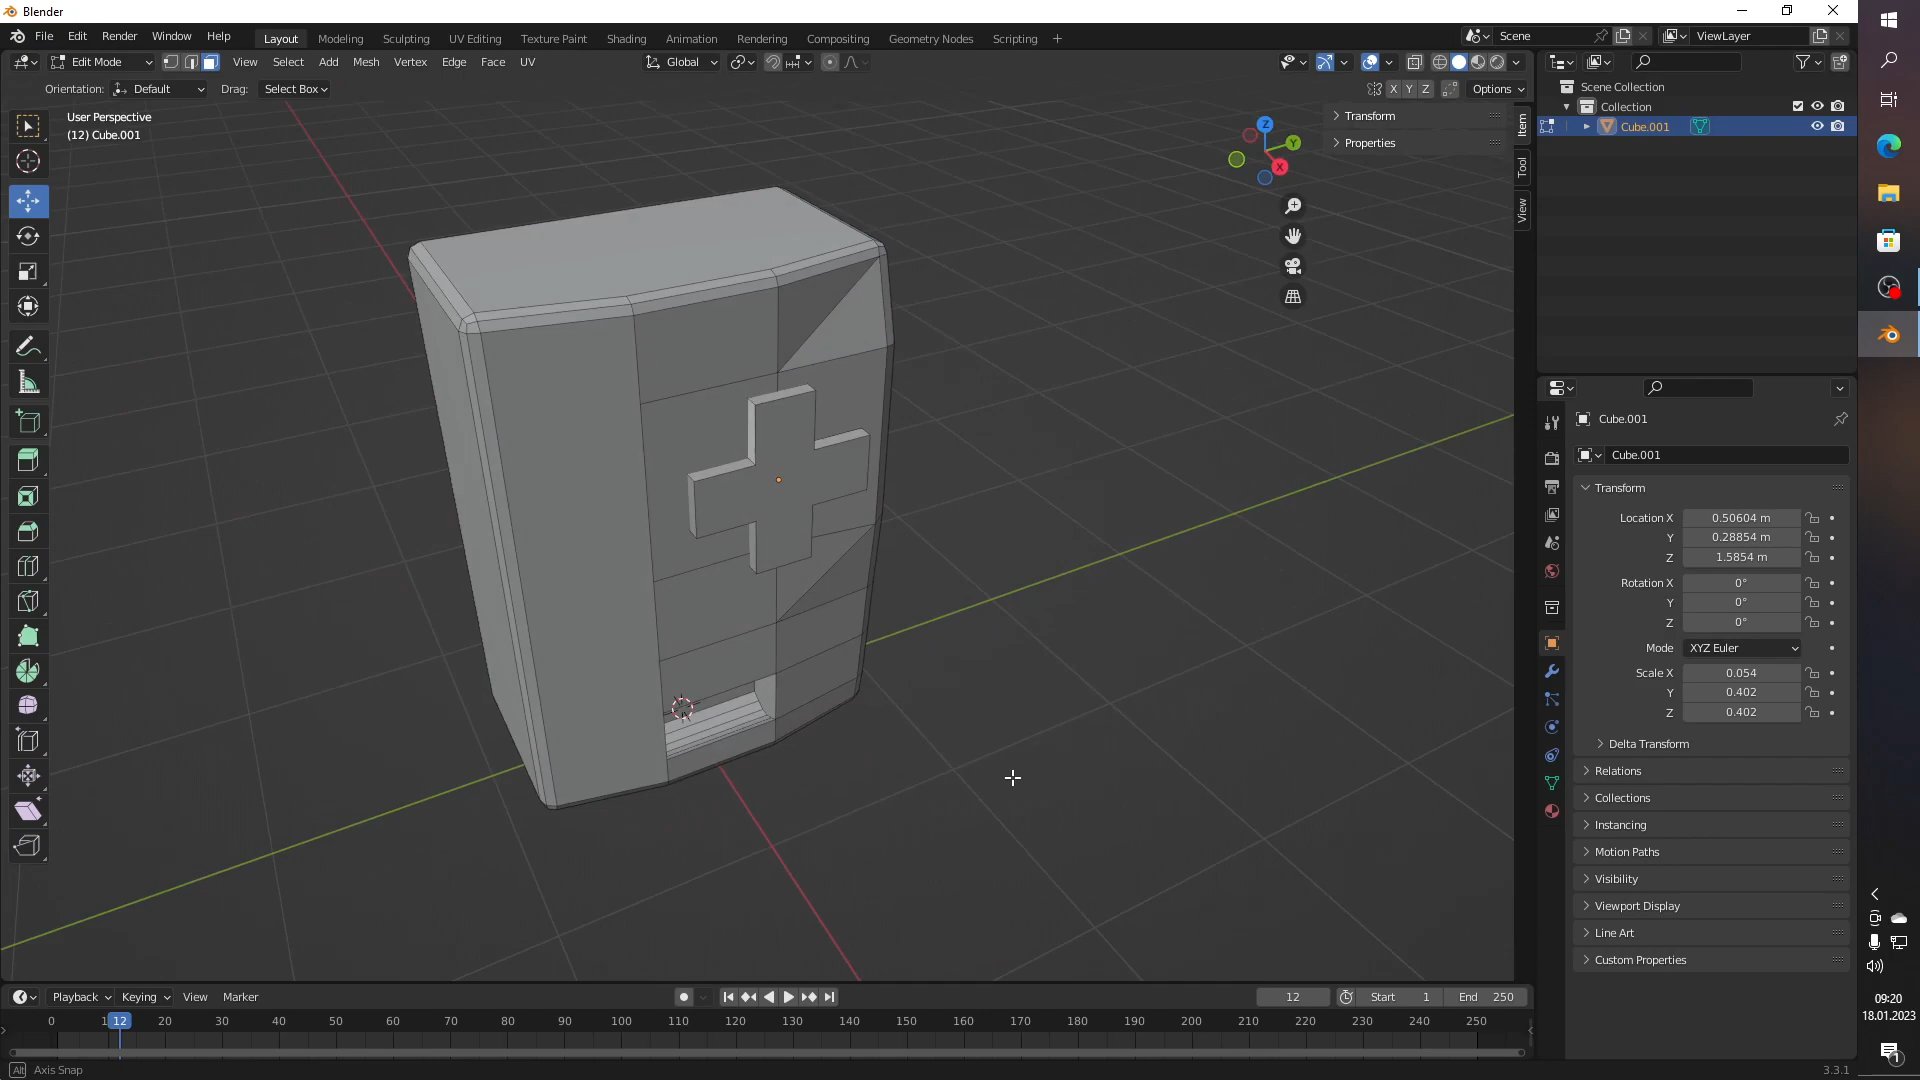 Blender
File Edit Render Window Help
Layout Modeling Sculpting UV Editing Texture Paint Shading Animation Rendering Compositing Geometry Nodes Scripting +
Scene
ViewLayer
Edit Mode
View Select Add Mesh Vertex Edge Face UV
Global
Orientation: Default
Drag: Select Box
X Y Z
Options
User Perspective
(12) Cube.001
Z
Y
X
Transform
Properties
Item
Tool
View
Scene Collection
Collection
Cube.001
Cube.001
Cube.001
Transform
Location X 0.50604 m
Y 0.28854 m
Z 1.5854 m
Rotation X 0°
Y 0°
Z 0°
Mode XYZ Euler
Scale X 0.054
Y 0.402
Z 0.402
Delta Transform
Relations
Collections
Instancing
Motion Paths
Visibility
Viewport Display
Line Art
Custom Properties
Playback Keying View Marker
12
Start 1
End 250
0 1 12 20 30 40 50 60 70 80 90 100 110 120 130 140 150 160 170 180 190 200 210 220 230 240 250
Alt Axis Snap
3.3.1
09:20
18.01.2023
1